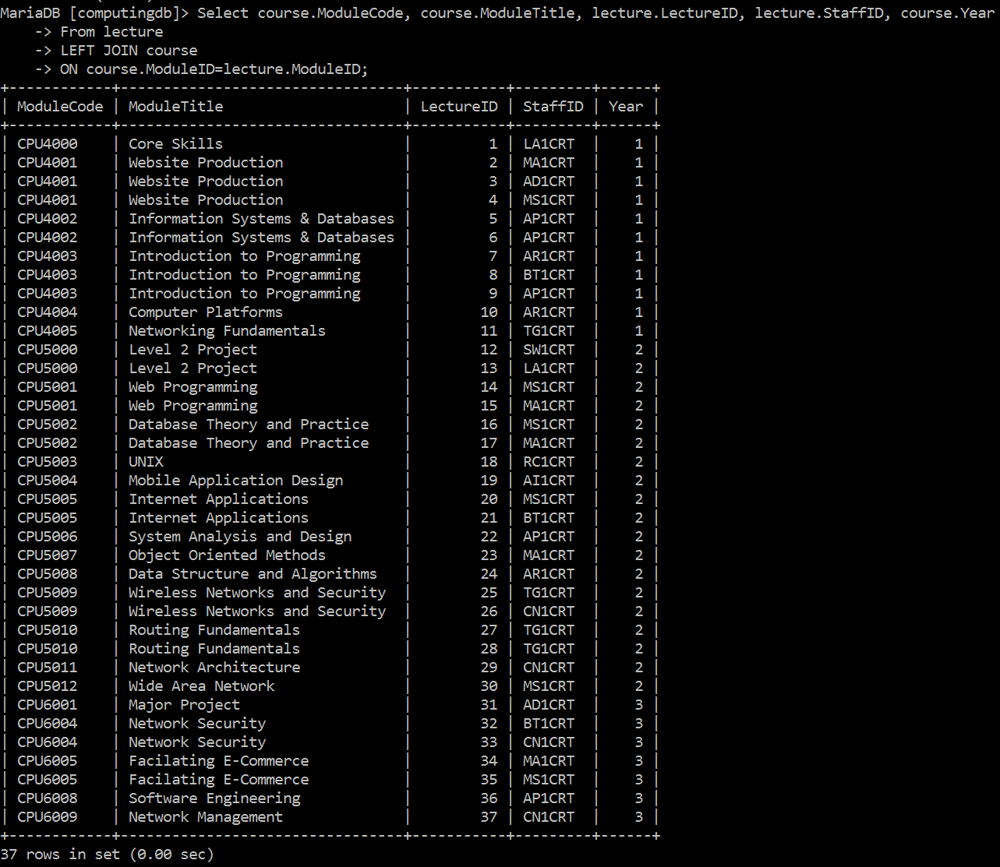 MariaDB [computingdb]> Select course.ModuleCode, course.ModuleTitle, lecture.LectureID, lecture.StaffID, course.Year
    -> From lecture
    -> LEFT JOIN course
    -> ON course.ModuleID=lecture.ModuleID;
+------------+---------------------------------+-----------+---------+------+
| ModuleCode | ModuleTitle                     | LectureID | StaffID | Year |
+------------+---------------------------------+-----------+---------+------+
| CPU4000    | Core Skills                     |         1 | LA1CRT  |    1 |
| CPU4001    | Website Production              |         2 | MA1CRT  |    1 |
| CPU4001    | Website Production              |         3 | AD1CRT  |    1 |
| CPU4001    | Website Production              |         4 | MS1CRT  |    1 |
| CPU4002    | Information Systems & Databases |         5 | AP1CRT  |    1 |
| CPU4002    | Information Systems & Databases |         6 | AP1CRT  |    1 |
| CPU4003    | Introduction to Programming     |         7 | AR1CRT  |    1 |
| CPU4003    | Introduction to Programming     |         8 | BT1CRT  |    1 |
| CPU4003    | Introduction to Programming     |         9 | AP1CRT  |    1 |
| CPU4004    | Computer Platforms              |        10 | AR1CRT  |    1 |
| CPU4005    | Networking Fundamentals         |        11 | TG1CRT  |    1 |
| CPU5000    | Level 2 Project                 |        12 | SW1CRT  |    2 |
| CPU5000    | Level 2 Project                 |        13 | LA1CRT  |    2 |
| CPU5001    | Web Programming                 |        14 | MS1CRT  |    2 |
| CPU5001    | Web Programming                 |        15 | MA1CRT  |    2 |
| CPU5002    | Database Theory and Practice    |        16 | MS1CRT  |    2 |
| CPU5002    | Database Theory and Practice    |        17 | MA1CRT  |    2 |
| CPU5003    | UNIX                            |        18 | RC1CRT  |    2 |
| CPU5004    | Mobile Application Design       |        19 | AI1CRT  |    2 |
| CPU5005    | Internet Applications           |        20 | MS1CRT  |    2 |
| CPU5005    | Internet Applications           |        21 | BT1CRT  |    2 |
| CPU5006    | System Analysis and Design      |        22 | AP1CRT  |    2 |
| CPU5007    | Object Oriented Methods         |        23 | MA1CRT  |    2 |
| CPU5008    | Data Structure and Algorithms   |        24 | AR1CRT  |    2 |
| CPU5009    | Wireless Networks and Security  |        25 | TG1CRT  |    2 |
| CPU5009    | Wireless Networks and Security  |        26 | CN1CRT  |    2 |
| CPU5010    | Routing Fundamentals            |        27 | TG1CRT  |    2 |
| CPU5010    | Routing Fundamentals            |        28 | TG1CRT  |    2 |
| CPU5011    | Network Architecture            |        29 | CN1CRT  |    2 |
| CPU5012    | Wide Area Network               |        30 | MS1CRT  |    2 |
| CPU6001    | Major Project                   |        31 | AD1CRT  |    3 |
| CPU6004    | Network Security                |        32 | BT1CRT  |    3 |
| CPU6004    | Network Security                |        33 | CN1CRT  |    3 |
| CPU6005    | Facilating E-Commerce           |        34 | MA1CRT  |    3 |
| CPU6005    | Facilating E-Commerce           |        35 | MS1CRT  |    3 |
| CPU6008    | Software Engineering            |        36 | AP1CRT  |    3 |
| CPU6009    | Network Management              |        37 | CN1CRT  |    3 |
+------------+---------------------------------+-----------+---------+------+
37 rows in set (0.00 sec)